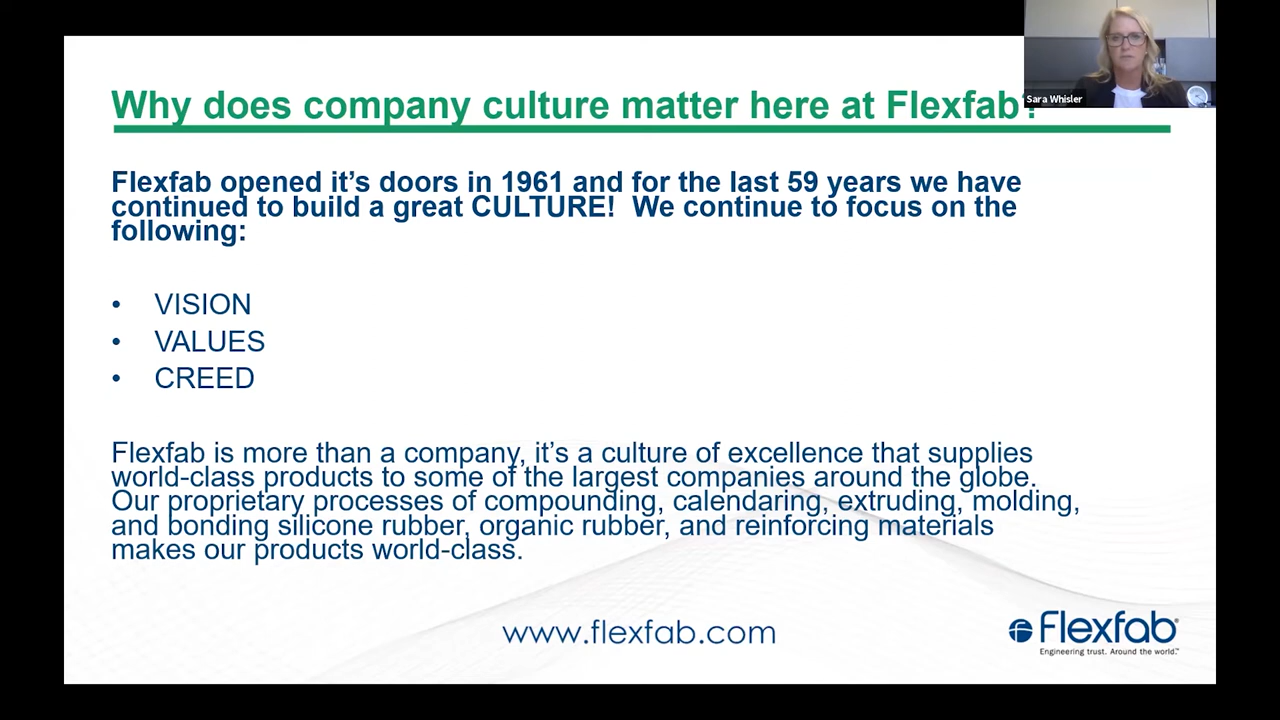 Why does company culture matter here at Flexfab?
Sara Whisler
Flexfab opened it’s doors in 1961 and for the last 59 years we have
continued to build a great CULTURE!  We continue to focus on the
following:
• VISION
• VALUES
• CREED
Flexfab is more than a company, it’s a culture of excellence that supplies
world-class products to some of the largest companies around the globe.
Our proprietary processes of compounding, calendaring, extruding, molding,
and bonding silicone rubber, organic rubber, and reinforcing materials
makes our products world-class.
www.flexfab.com
Flexfab®
Engineering trust. Around the world.™